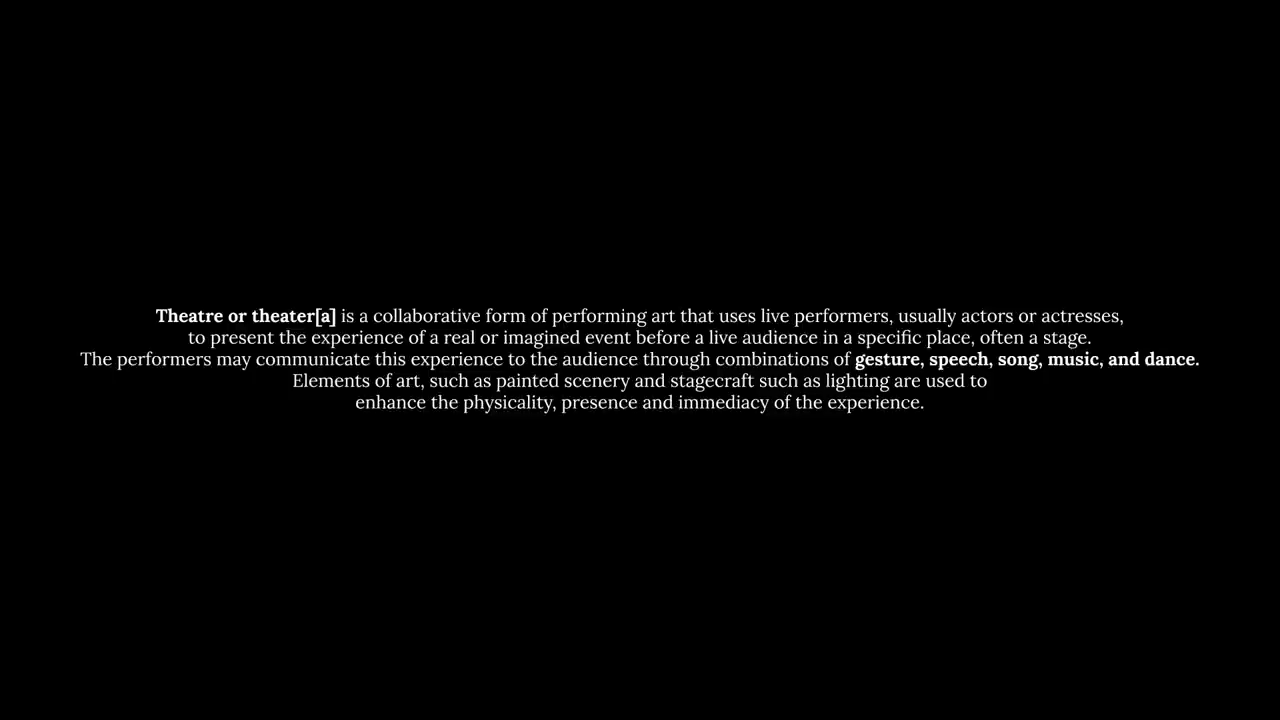 Theatre or theater[a] is a collaborative form of performing art that uses live performers, usually actors or actresses,
to present the experience of a real or imagined event before a live audience in a specific place, often a stage.
The performers may communicate this experience to the audience through combinations of gesture, speech, song, music, and dance.
Elements of art, such as painted scenery and stagecraft such as lighting are used to
enhance the physicality, presence and immediacy of the experience.